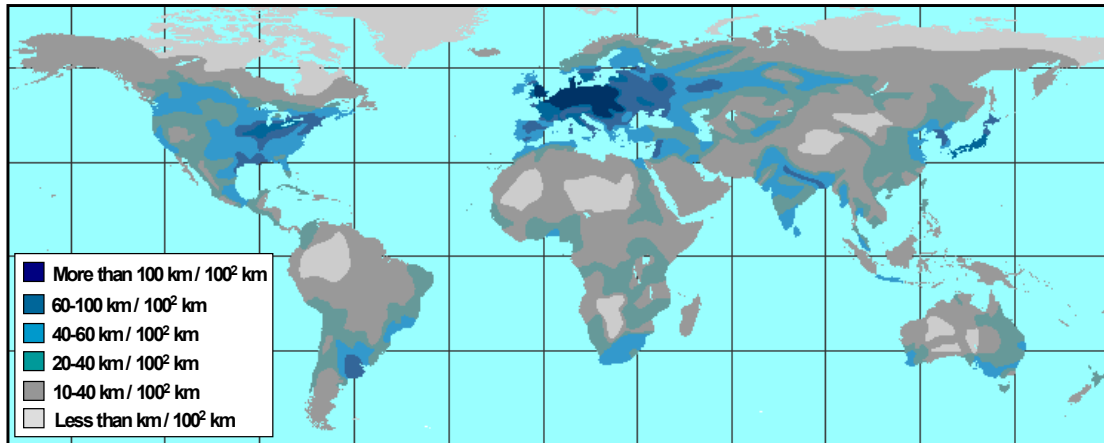 More than 100 km / 100² km
60-100 km / 100² km
40-60 km / 100² km
20-40 km / 100² km
10-40 km / 100² km
Less than km / 100² km